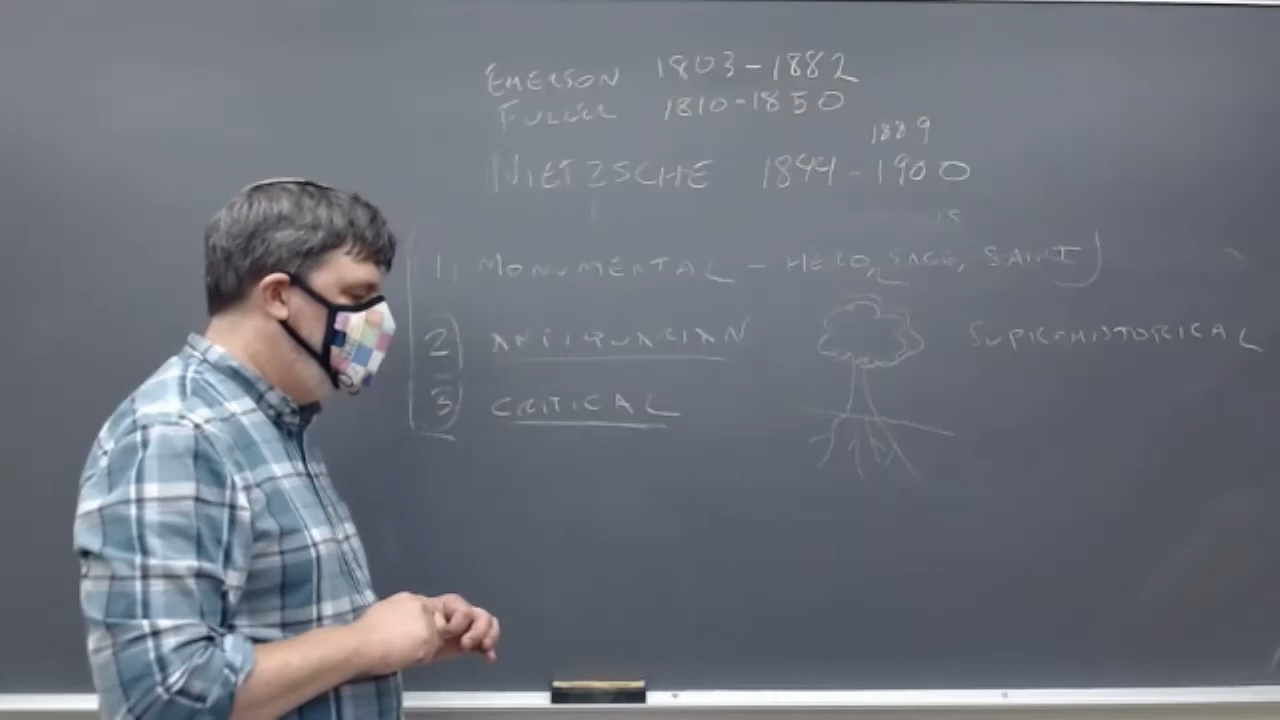 EMERSON 1803-1882
FULLER 1810-1850
1889
NIETZSCHE 1844-1900
15
1) MONUMENTAL - HERO, SAGE, SAINT
2) ANTIQUARIAN
SUPRAHISTORICAL
3) CRITICAL